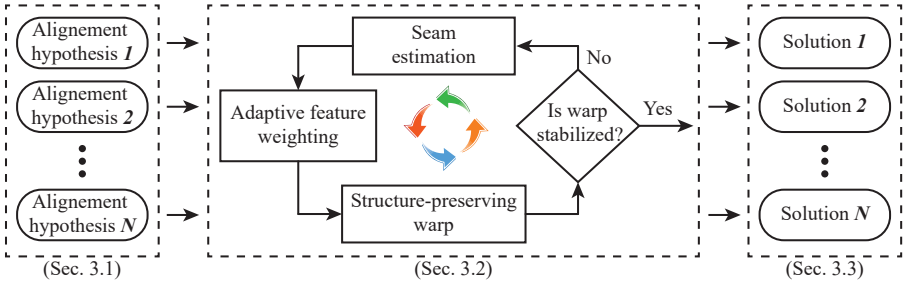 Alignement
hypothesis 1
Alignement
hypothesis 2
Alignement
hypothesis N
(Sec. 3.1)
Seam
estimation
Adaptive feature
weighting
Structure-preserving
warp
No
Is warp
stabilized?
Yes
(Sec. 3.2)
Solution 1
Solution 2
Solution N
(Sec. 3.3)